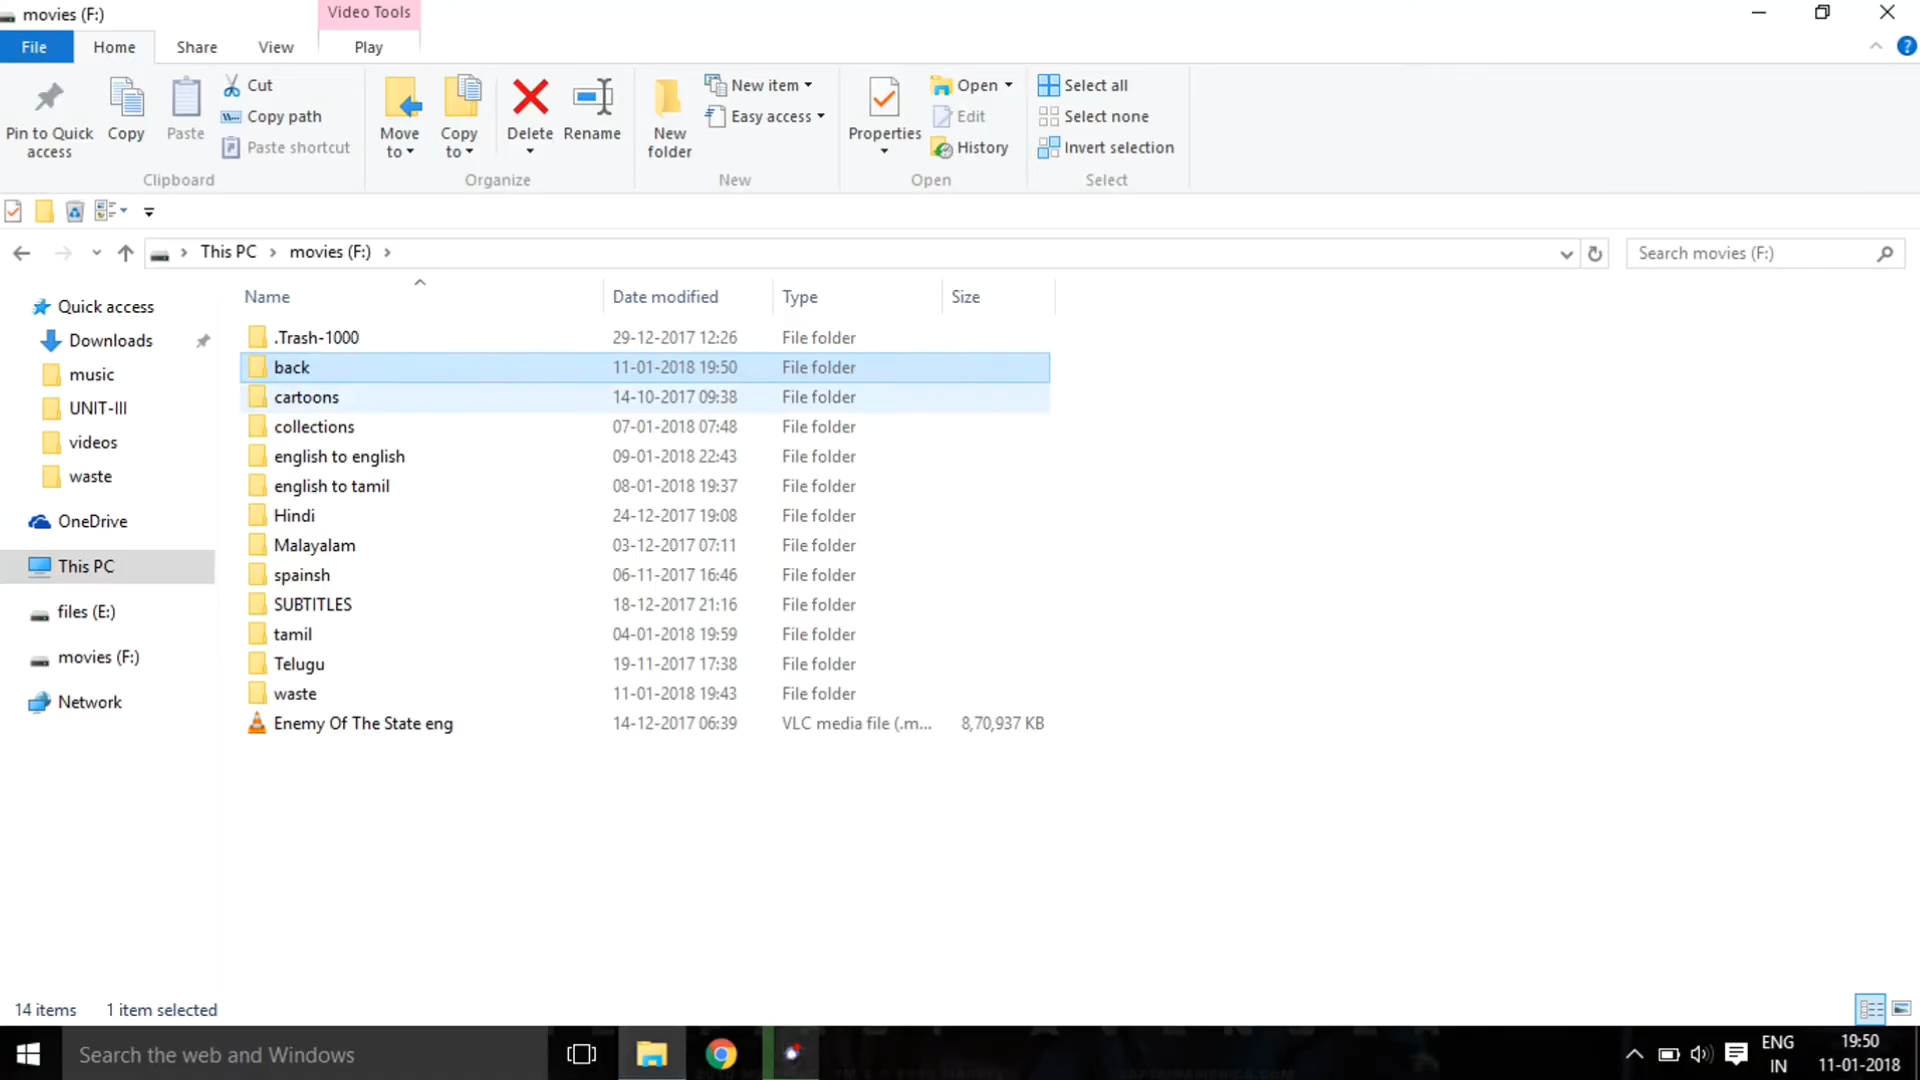 movies (F:)
Video Tools
File Home Share View Play
Pin to Quick access
Copy
Paste
Cut
Copy path
Paste shortcut
Clipboard
Move to
Copy to
Delete
Rename
Organize
New folder
New item
Easy access
New
Properties
Open
Edit
History
Open
Select all
Select none
Invert selection
Select
This PC movies (F:)
Search movies (F:)
Quick access
Downloads
music
UNIT-III
videos
waste
OneDrive
This PC
files (E:)
movies (F:)
Network
Name Date modified Type Size
.Trash-1000 29-12-2017 12:26 File folder
back 11-01-2018 19:50 File folder
cartoons 14-10-2017 09:38 File folder
collections 07-01-2018 07:48 File folder
english to english 09-01-2018 22:43 File folder
english to tamil 08-01-2018 19:37 File folder
Hindi 24-12-2017 19:08 File folder
Malayalam 03-12-2017 07:11 File folder
spainsh 06-11-2017 16:46 File folder
SUBTITLES 18-12-2017 21:16 File folder
tamil 04-01-2018 19:59 File folder
Telugu 19-11-2017 17:38 File folder
waste 11-01-2018 19:43 File folder
Enemy Of The State eng 14-12-2017 06:39 VLC media file (.m... 8,70,937 KB
14 items 1 item selected
Search the web and Windows
ENG
IN
19:50
11-01-2018